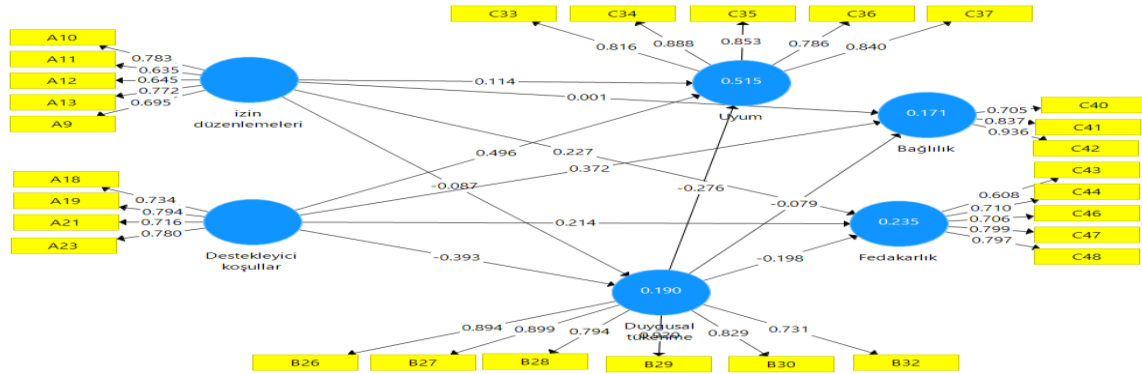 C33
C34
C35
C36
C37
A10
A11
A12
A13
A9
0.783
0.635
0.645
0.772
0.695
0.816
0.888
0.853
0.786
0.840
izin
düzenlemeleri
0.515
Uyum
0.114
0.001
0.171
Bağlılık
0.705
0.837
0.936
C40
C41
C42
0.496
0.227
0.372
-0.087
-0.276
-0.079
A18
A19
A21
A23
0.734
0.794
0.716
0.780
Destekleyici
koşullar
0.214
-0.393
-0.198
0.235
Fedakarlık
0.608
0.710
0.706
0.799
0.797
C43
C44
C46
C47
C48
0.190
Duygusal
tükenme
0.894
0.899
0.794
0.829
0.731
B26
B27
B28
B29
B30
B32